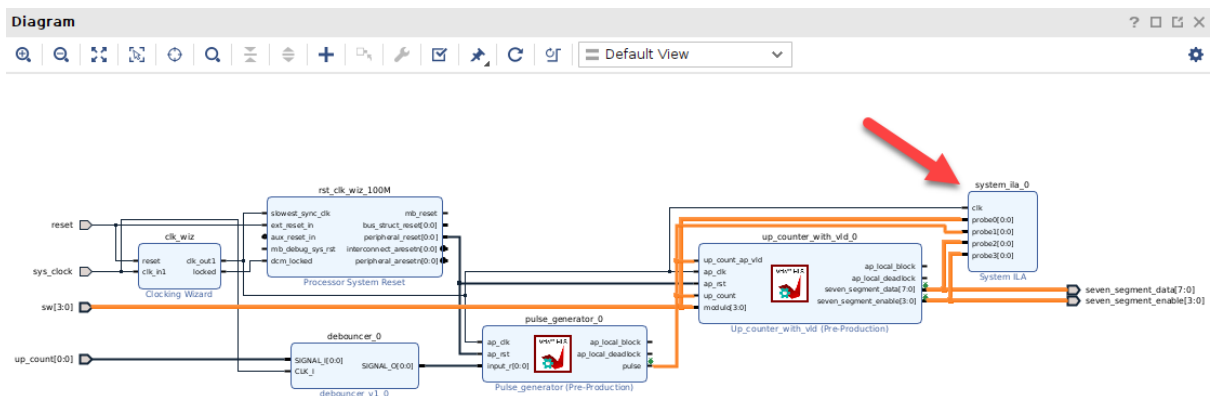 Diagram
Default View
rst_clk_wiz_100M
slowest_sync_clk
ext_reset_in
aux_reset_in
mb_debug_sys_rst
dcm_locked
mb_reset
bus_struct_reset[0:0]
peripheral_reset[0:0]
interconnect_aresetn[0:0]
peripheral_aresetn[0:0]
Processor System Reset
reset
sys_clock
sw[3:0]
up_count[0:0]
clk_wiz
reset
clk_in1
clk_out1
locked
Clocking Wizard
debouncer_0
SIGNAL_I[0:0]
CLK_I
SIGNAL_O[0:0]
debouncer_v1_0
pulse_generator_0
ap_clk
ap_rst
input_r[0:0]
ap_local_block
ap_local_deadlock
pulse
Pulse_generator (Pre-Production)
up_counter_with_vld_0
up_count_ap_vld
ap_clk
ap_rst
up_count
modulo[3:0]
ap_local_block
ap_local_deadlock
seven_segment_data[7:0]
seven_segment_enable[3:0]
Up_counter_with_vld (Pre-Production)
system_ila_0
clk
probe0[0:0]
probe1[0:0]
probe2[0:0]
probe3[0:0]
System ILA
seven_segment_data[7:0]
seven_segment_enable[3:0]